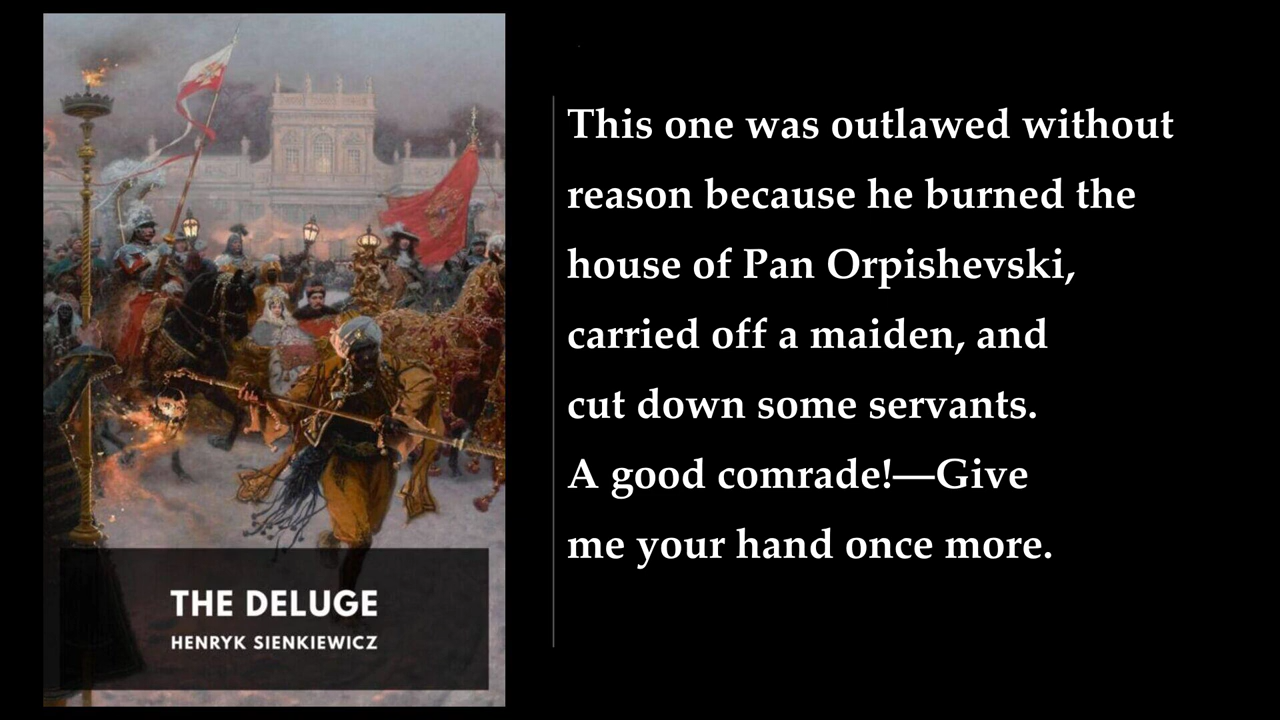 This one was outlawed without
reason because he burned the
house of Pan Orpishevski,
carried off a maiden, and
cut down some servants.
A good comrade!—Give
me your hand once more.
THE DELUGE
HENRYK SIENKIEWICZ